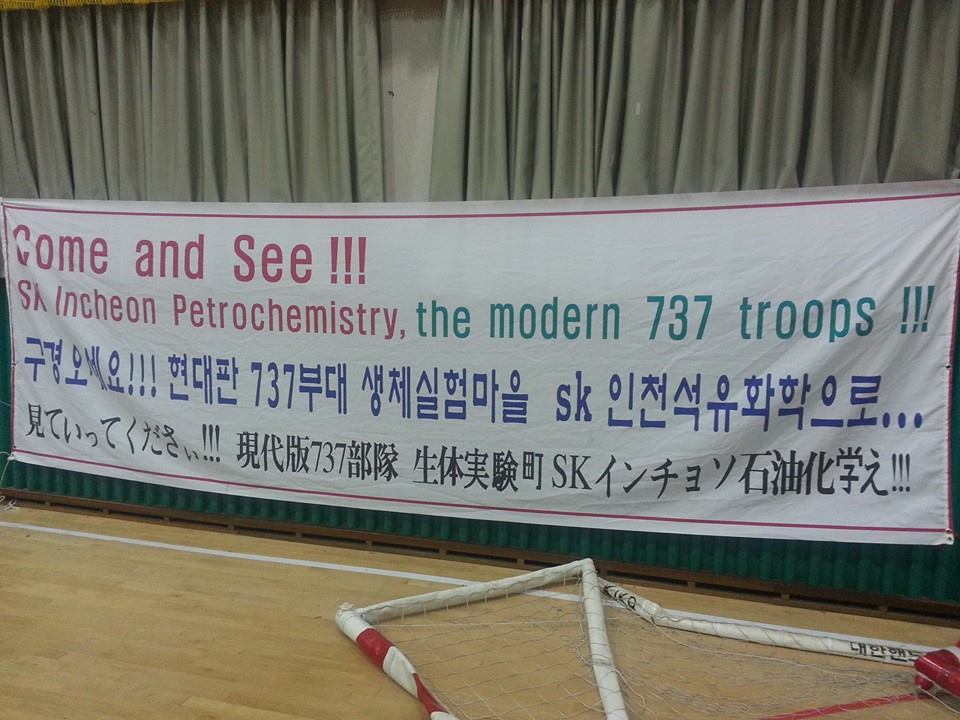 Come and See !!!
SK Incheon Petrochemistry, the modern 737 troops !!!
구경오세요!!! 현대판 737부대 생체실험마을 sk 인천석유화학으로...
見ていってくださぃ!!! 現代版737部隊 生体実験町 SKインチョソ石油化学え!!!
KIKO